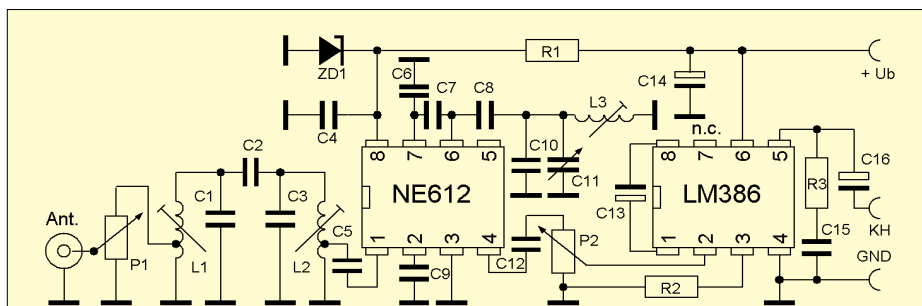 ZD1
R1
C6
C7
C8
C14
+ Ub
L3
C4
n.c.
C2
8 7 6 5
C10
C11
8 7 6 5
C16
C1
C3
NE612
LM386
R3
Ant.
C13
KH
C5
P2
C15
GND
1 2 3 4
C12
1 2 3 4
P1
L1
L2
C9
R2